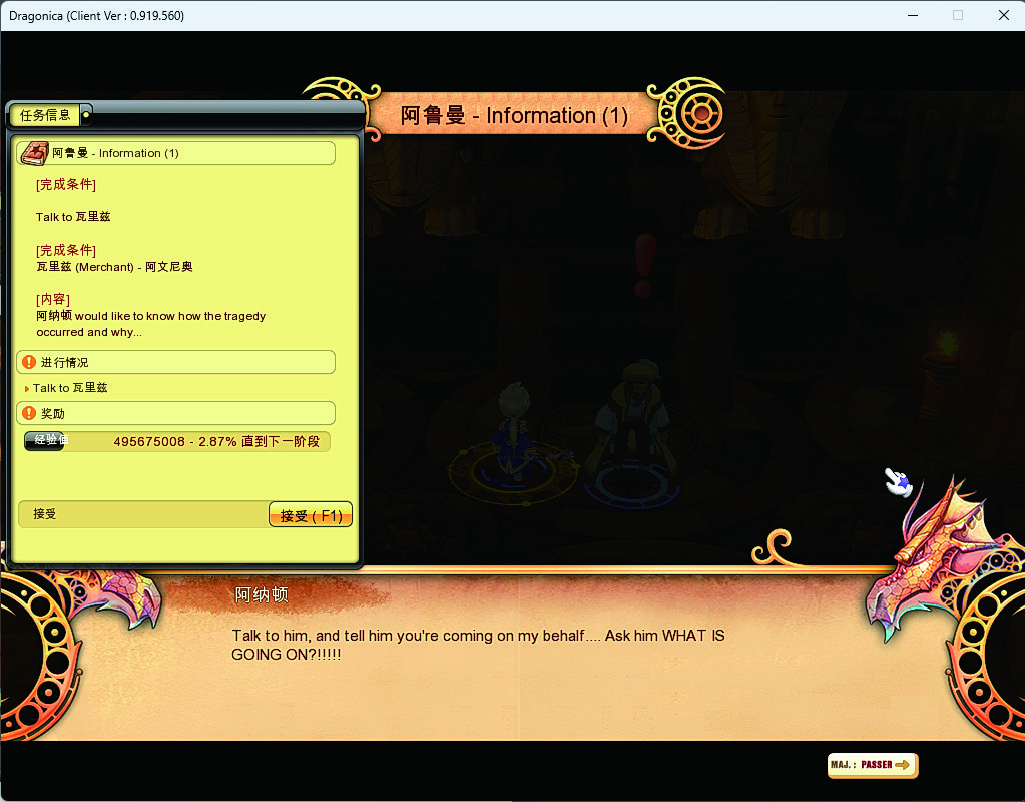 Dragonica (Client Ver : 0.919.560)
阿鲁曼 - Information (1)
任务信息
阿鲁曼 - Information (1)
[完成条件]
Talk to 瓦里兹
[完成条件]
瓦里兹 (Merchant) - 阿文尼奥
[内容]
阿纳顿 would like to know how the tragedy
occurred and why...
进行情况
Talk to 瓦里兹
奖励
经验值 495675008 - 2.87% 直到下一阶段
接受
接受 ( F1)
阿纳顿
Talk to him, and tell him you're coming on my behalf.... Ask him WHAT IS
GOING ON?!!!!!
MAJ. : PASSER